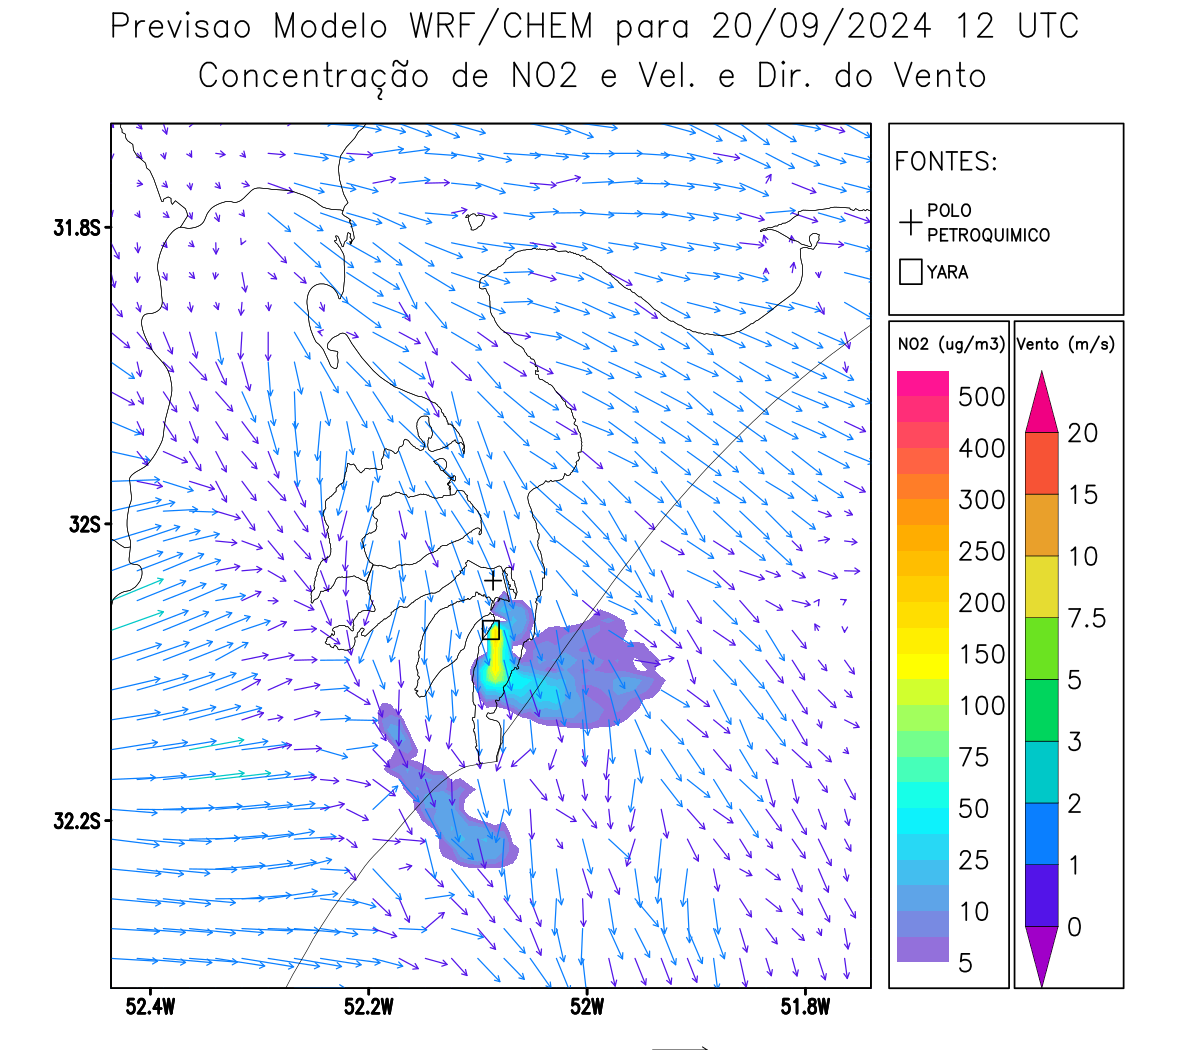 Previsao Modelo WRF/CHEM para 20/09/2024 12 UTC
Concentração de NO2 e Vel. e Dir. do Vento
FONTES:
POLO
PETROQUIMICO
YARA
NO2 (ug/m3)
500
400
300
250
200
150
100
75
50
25
10
5
Vento (m/s)
20
15
10
7.5
5
3
2
1
0
31.8S
32S
32.2S
52.4W
52.2W
52W
51.8W